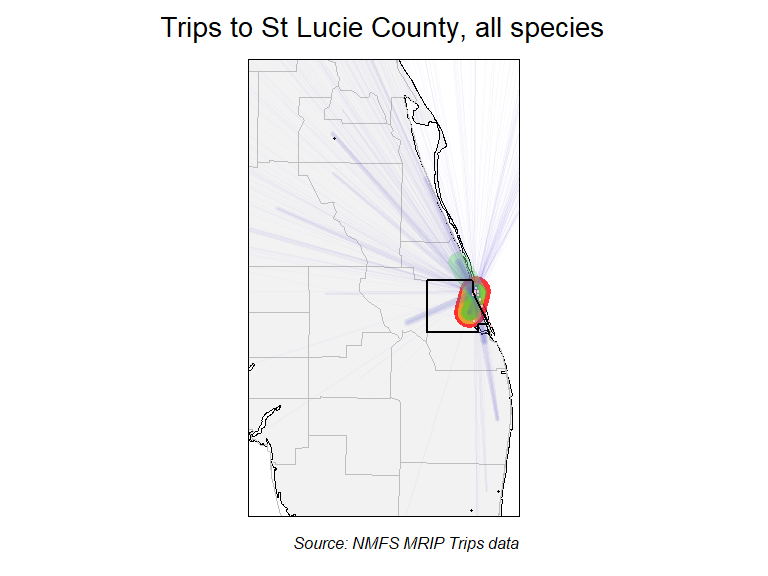 Trips to St Lucie County, all species
Source: NMFS MRIP Trips data